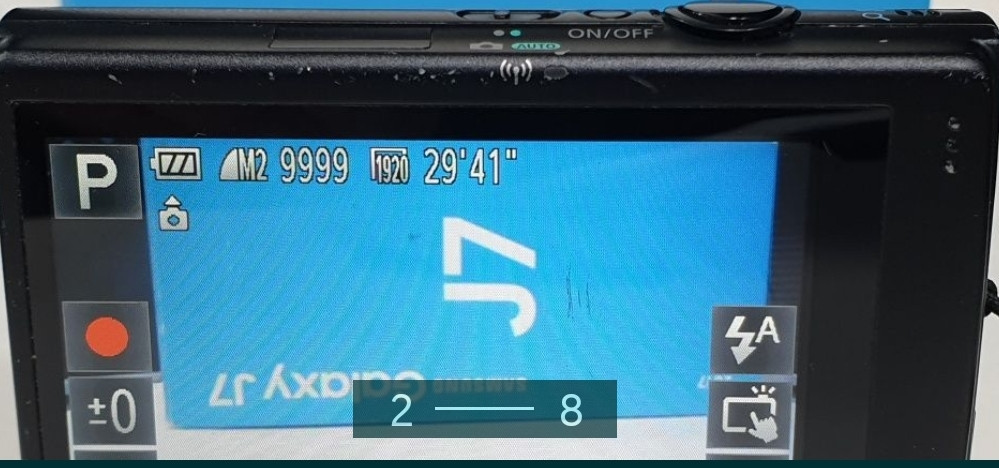 ON/OFF
AUTO
P
M2 9999 1920 29'41"
J7
A
Galaxy J7
SAMSUNG
±0
2 8